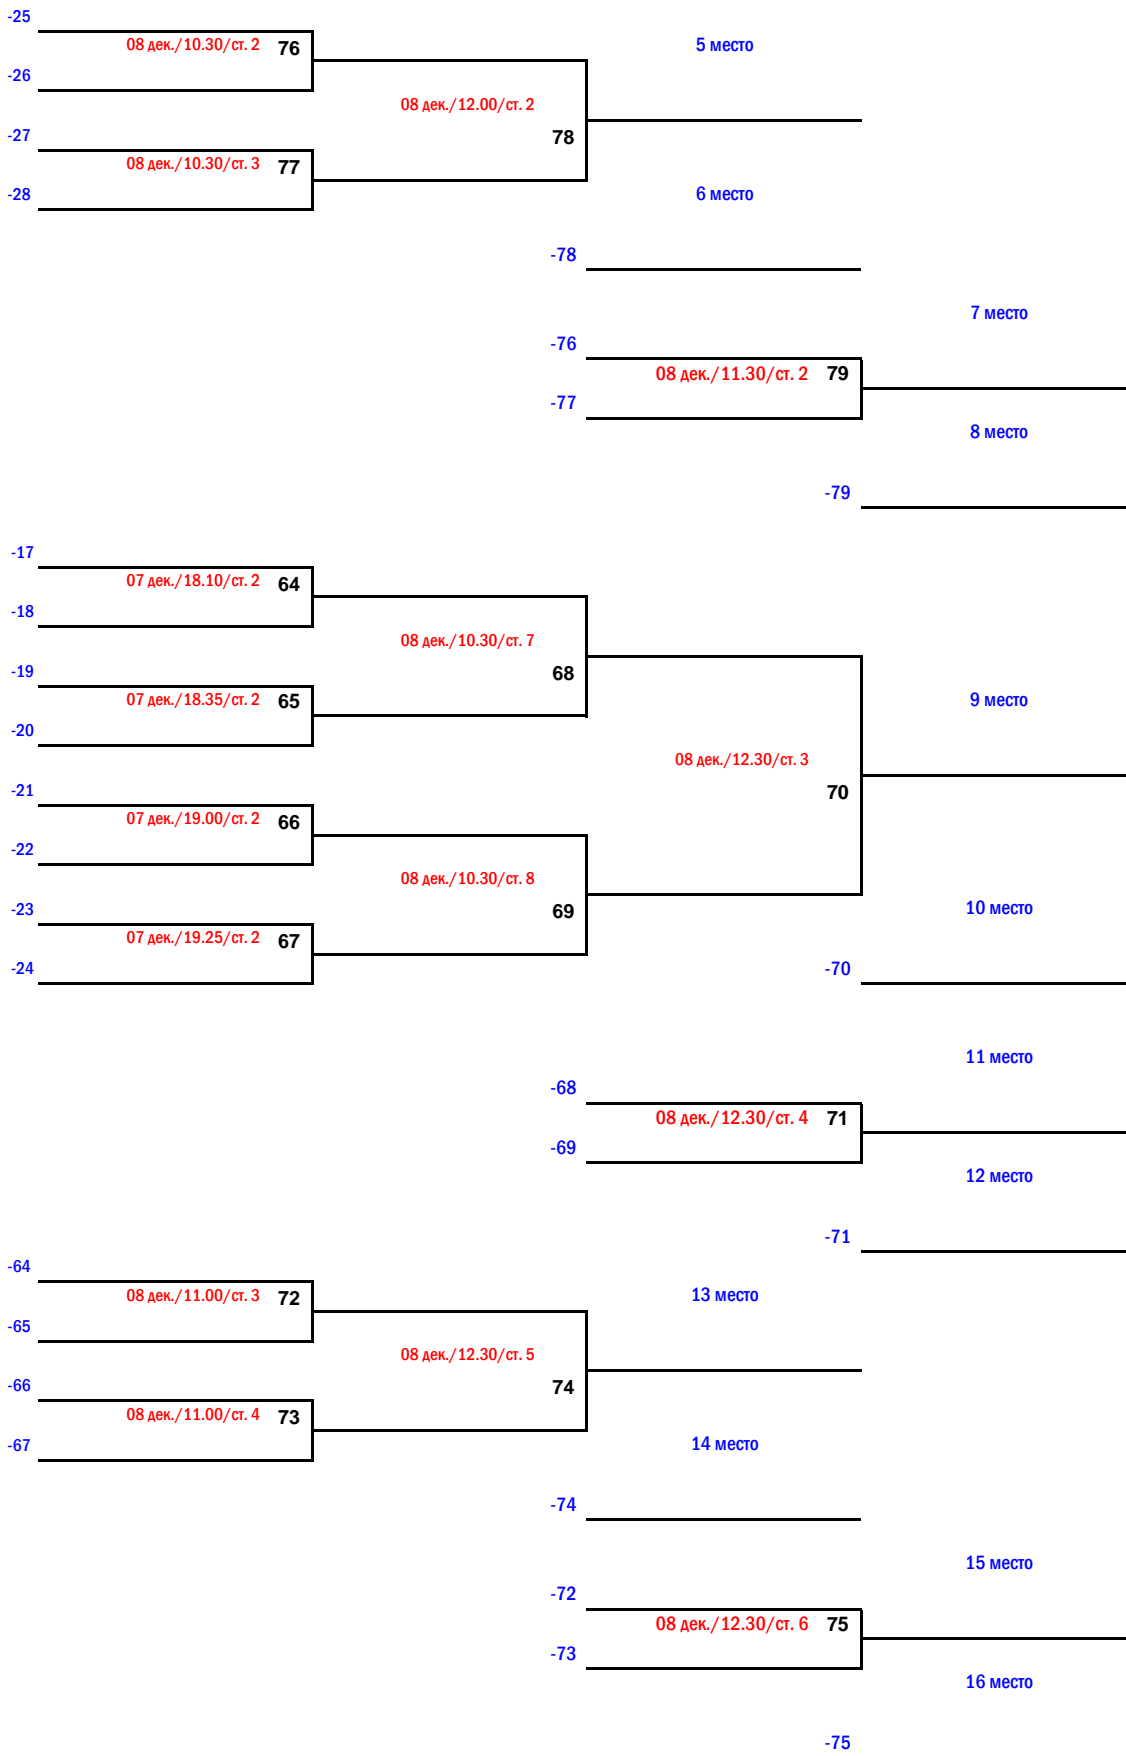 -25
08 дек./10.30/ст. 2 76
5 место
-26
08 дек./12.00/ст. 2
-27
78
08 дек./10.30/ст. 3 77
-28
6 место
-78
7 место
-76
08 дек./11.30/ст. 2 79
-77
8 место
-79
-17
07 дек./18.10/ст. 2 64
-18
08 дек./10.30/ст. 7
-19
68
07 дек./18.35/ст. 2 65
9 место
-20
08 дек./12.30/ст. 3
-21
70
07 дек./19.00/ст. 2 66
-22
08 дек./10.30/ст. 8
-23
69
10 место
07 дек./19.25/ст. 2 67
-24
-70
11 место
-68
08 дек./12.30/ст. 4 71
-69
12 место
-71
-64
08 дек./11.00/ст. 3 72
13 место
-65
08 дек./12.30/ст. 5
-66
74
08 дек./11.00/ст. 4 73
-67
14 место
-74
15 место
-72
08 дек./12.30/ст. 6 75
-73
16 место
-75